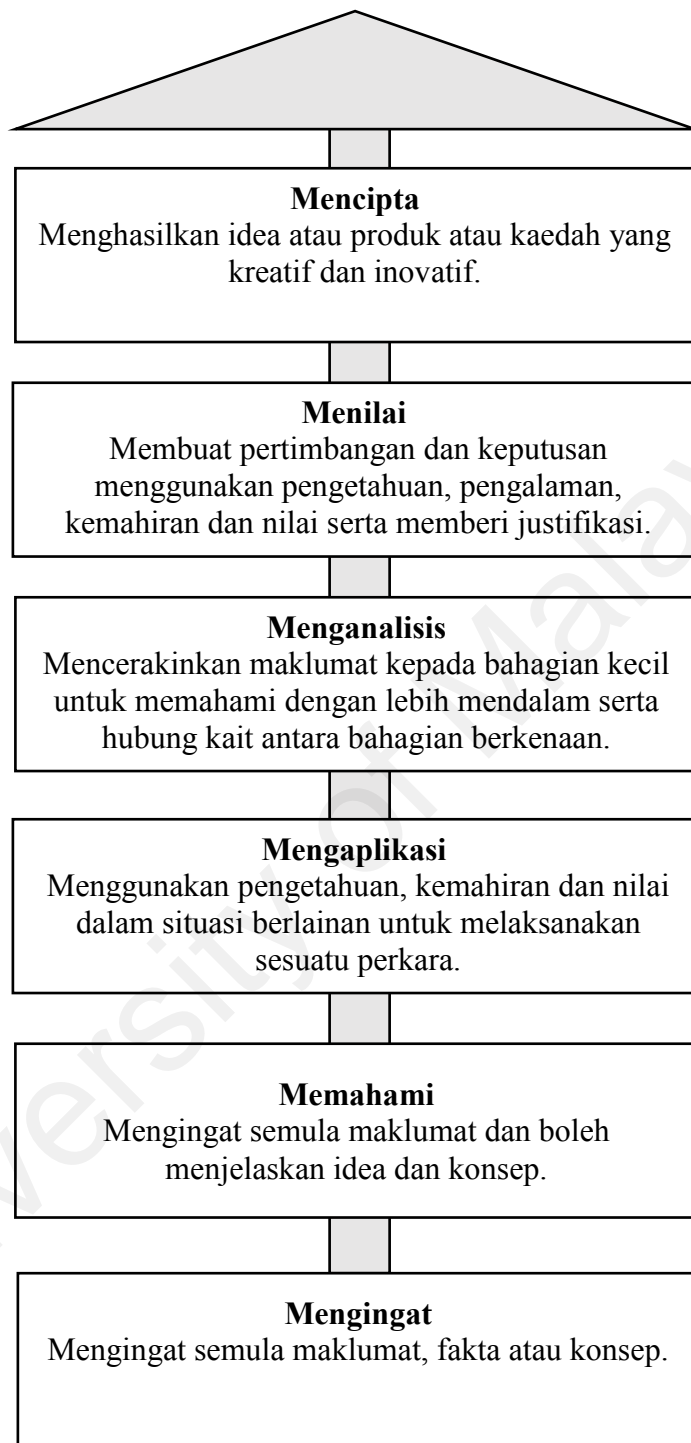 Mencipta
Menghasilkan idea atau produk atau kaedah yang
kreatif dan inovatif.
Menilai
Membuat pertimbangan dan keputusan
menggunakan pengetahuan, pengalaman,
kemahiran dan nilai serta memberi justifikasi.
Menganalisis
Mencerakinkan maklumat kepada bahagian kecil
untuk memahami dengan lebih mendalam serta
hubung kait antara bahagian berkenaan.
Mengaplikasi
Menggunakan pengetahuan, kemahiran dan nilai
dalam situasi berlainan untuk melaksanakan
sesuatu perkara.
Memahami
Mengingat semula maklumat dan boleh
menjelaskan idea dan konsep.
Mengingat
Mengingat semula maklumat, fakta atau konsep.